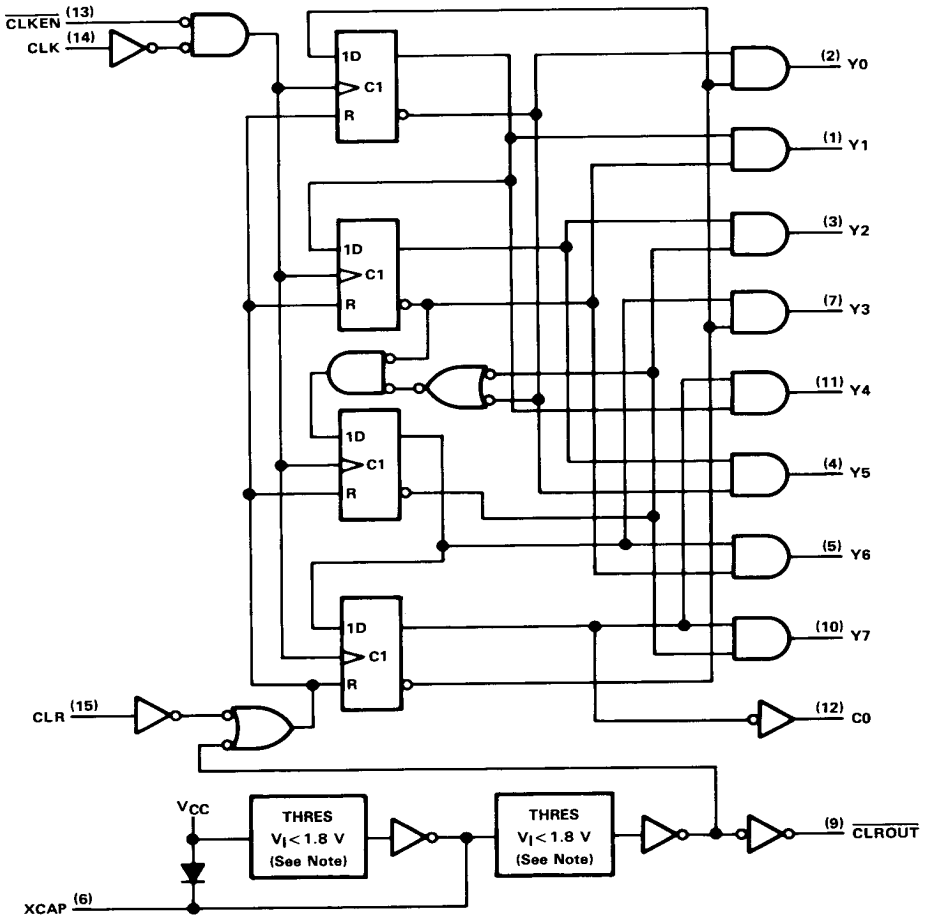 CLKEN (13)
CLK (14)
1D
C1
R
(2) Y0
(1) Y1
1D
C1
R
(3) Y2
(7) Y3
(11) Y4
1D
C1
R
(4) Y5
(5) Y6
1D
C1
R
(10) Y7
CLR (15)
(12) C0
VCC
THRES
VI < 1.8 V
(See Note)
THRES
VI < 1.8 V
(See Note)
(9) CLROUT
XCAP (6)